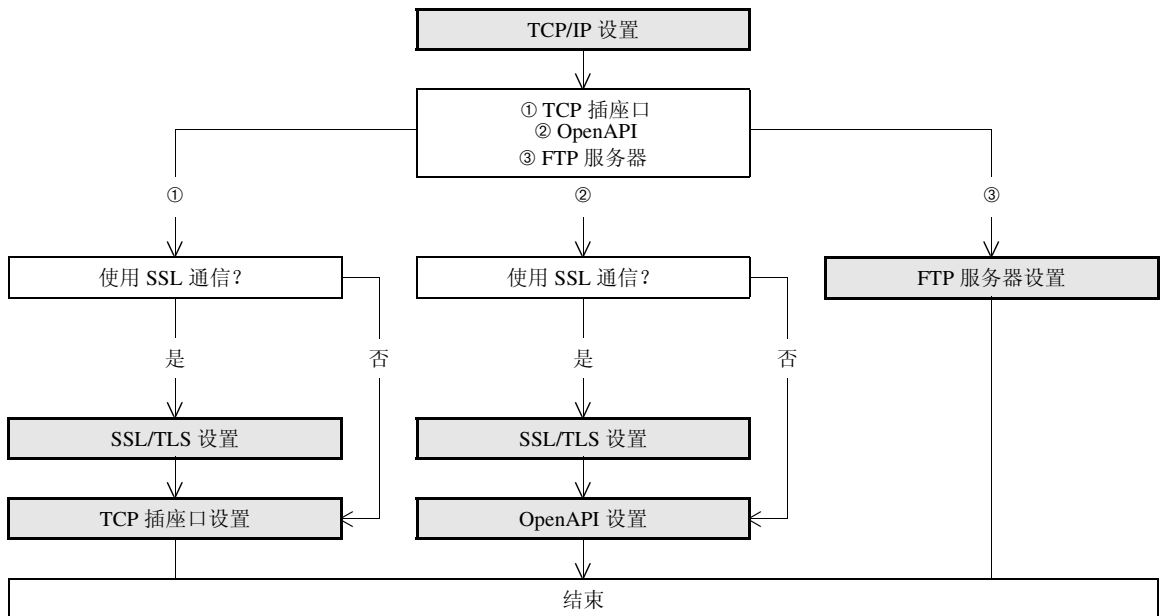 TCP/IP 设置
① TCP 插座口
② OpenAPI
③ FTP 服务器
①
②
③
使用 SSL 通信？
使用 SSL 通信？
FTP 服务器设置
是
否
是
否
SSL/TLS 设置
SSL/TLS 设置
TCP 插座口设置
OpenAPI 设置
结束